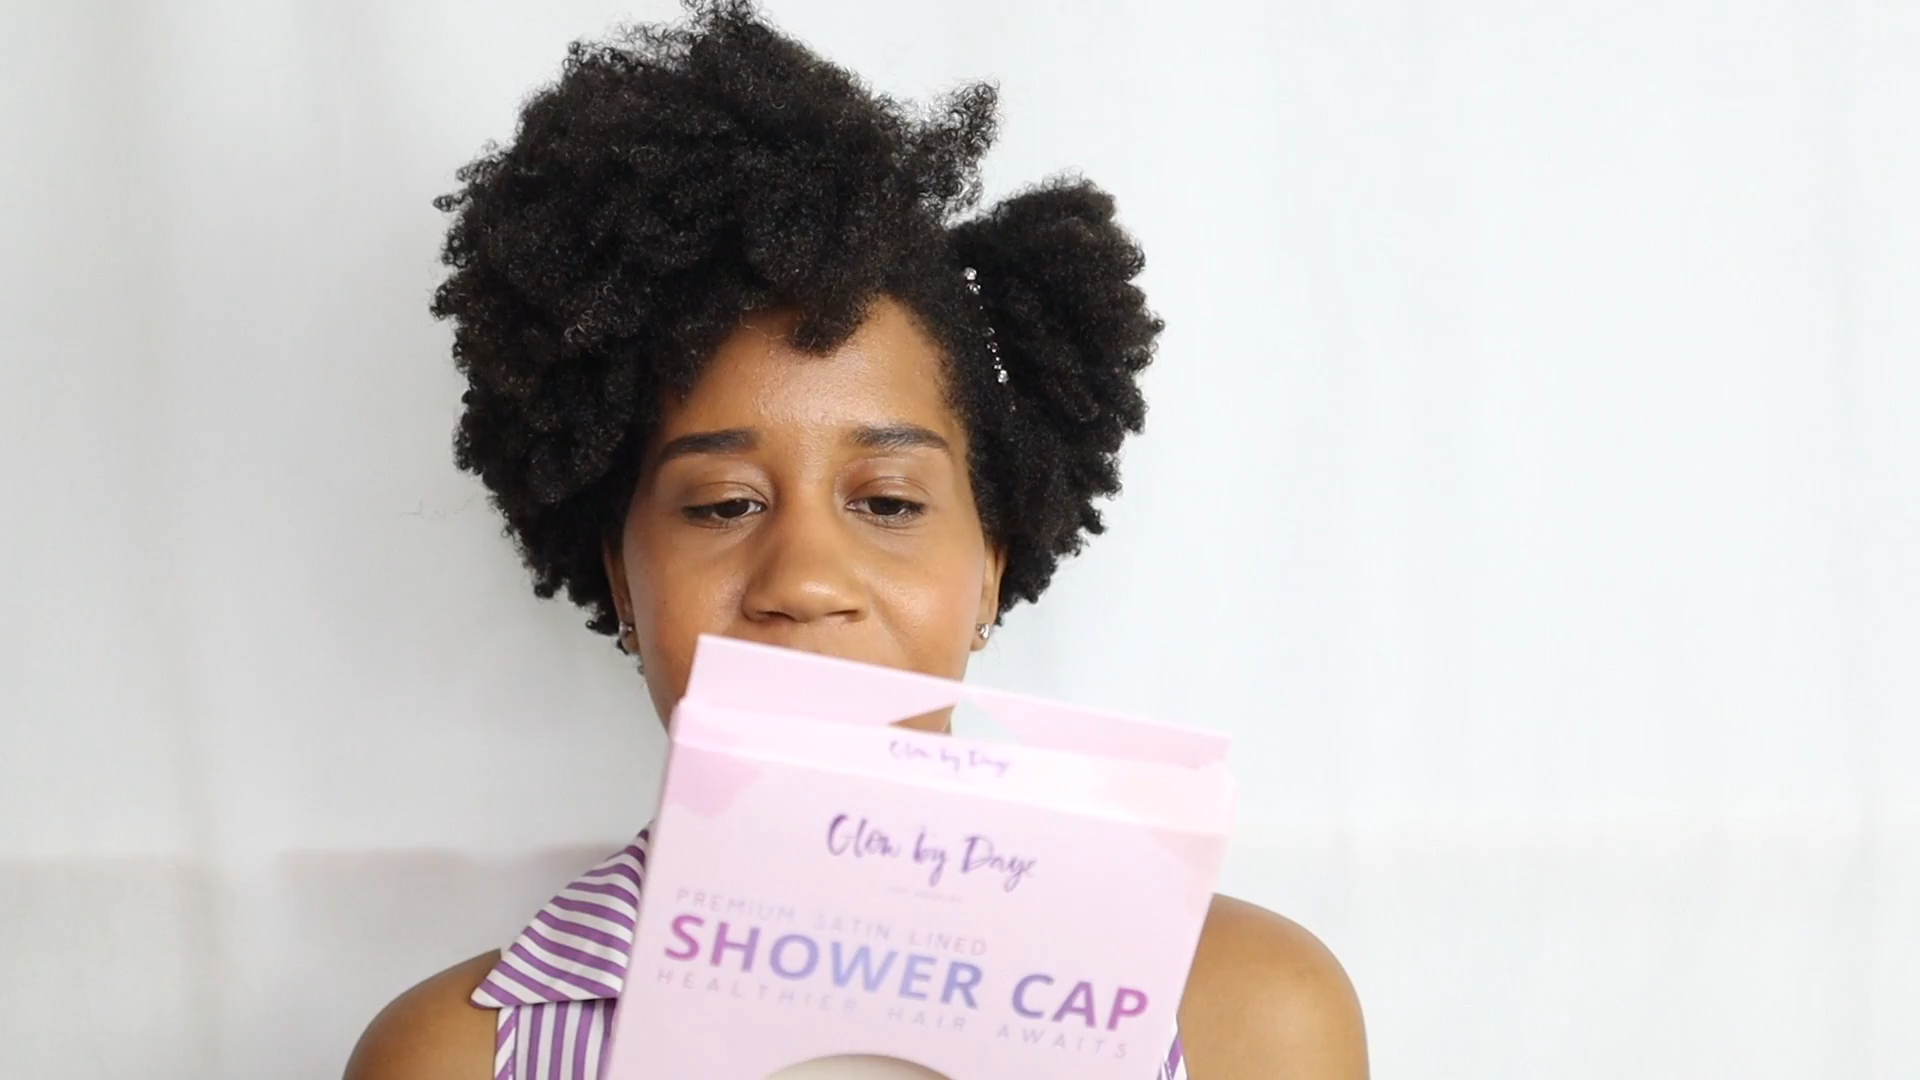 Glow by Daye
Glow by Daye
PREMIUM SATIN LINED
SHOWER CAP
HEALTHIER HAIR AWAITS